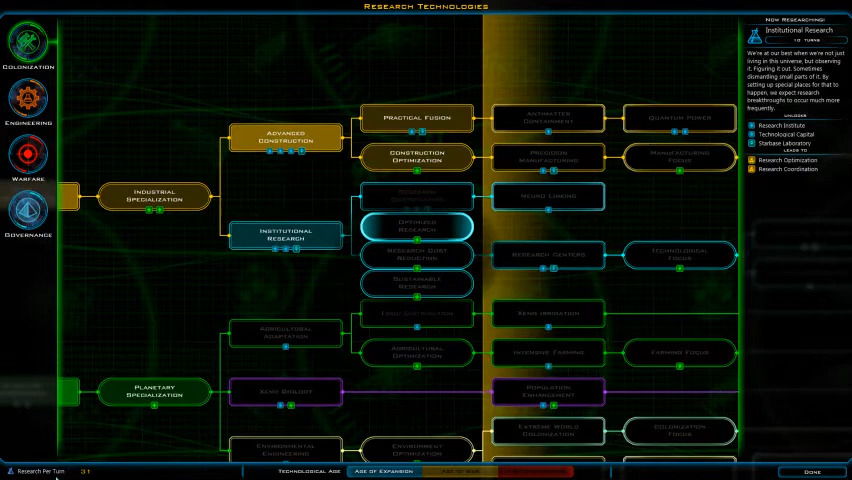 Research Technologies
Colonization
Engineering
Warfare
Governance
Industrial
Specialization
Advanced
Construction
Practical Fusion
Antimatter
Containment
Quantum Power
Construction
Optimization
Precision
Manufacturing
Manufacturing
Focus
Institutional
Research
Neuro Linking
Optimized
Research
Research Cost
Reduction
Research Centers
Technological
Focus
Sustainable
Research
Agricultural
Adaptation
Xeno Irrigation
Agricultural
Optimization
Intensive Farming
Farming Focus
Planetary
Specialization
Xeno Biology
Population
Enhancement
Environmental
Engineering
Environment
Optimization
Extreme World
Colonization
Colonization
Focus
Now Researching:
Institutional Research
10 turns
We're at our best when we're not just
living in this universe, but observing
it. Figuring it out. Sometimes
dismantling small parts of it. By
setting up special places for that to
happen, we expect research
breakthroughs to occur much more
frequently.
Unlocks
Research Institute
Technological Capital
Starbase Laboratory
Leads to
Research Optimization
Research Coordination
Research Per Turn 31
Technological Age
Age of Expansion
Age of War
Done